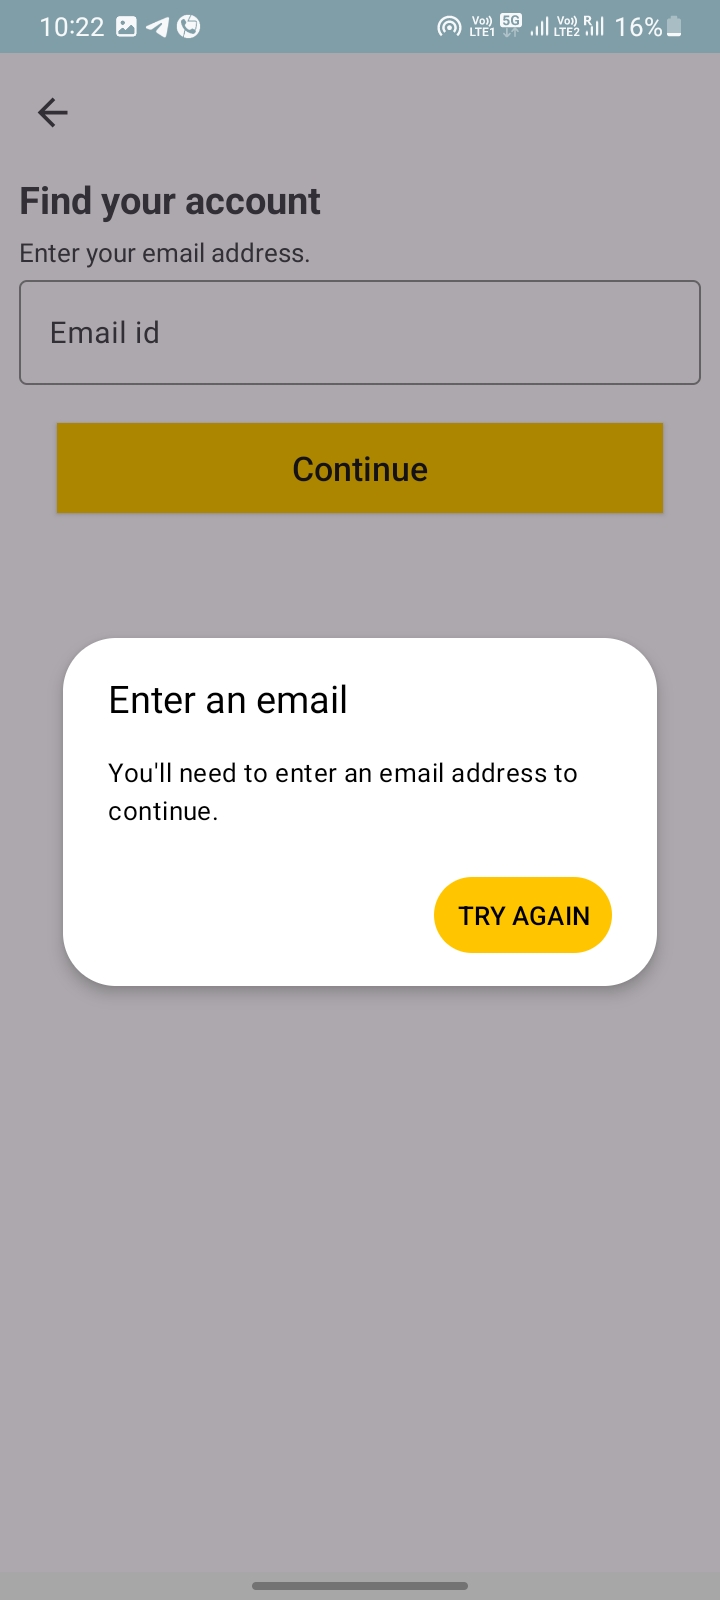 10:22 Vo)) LTE1 5G Vo)) LTE2 R 16%
Find your account
Enter your email address.
Email id
Continue
Enter an email
You'll need to enter an email address to
continue.
TRY AGAIN